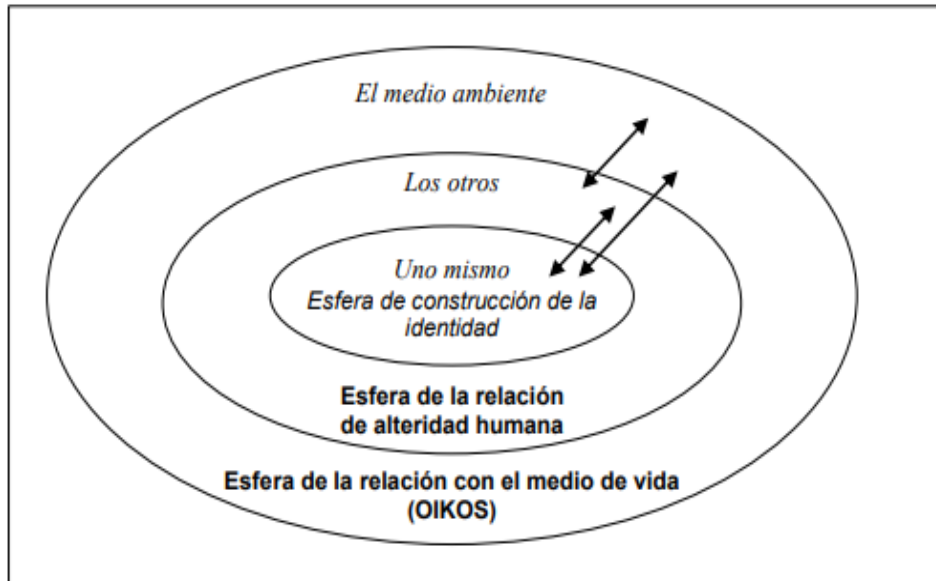 El medio ambiente
Los otros
Uno mismo
Esfera de construcción de la
identidad
Esfera de la relación
de alteridad humana
Esfera de la relación con el medio de vida
(OIKOS)